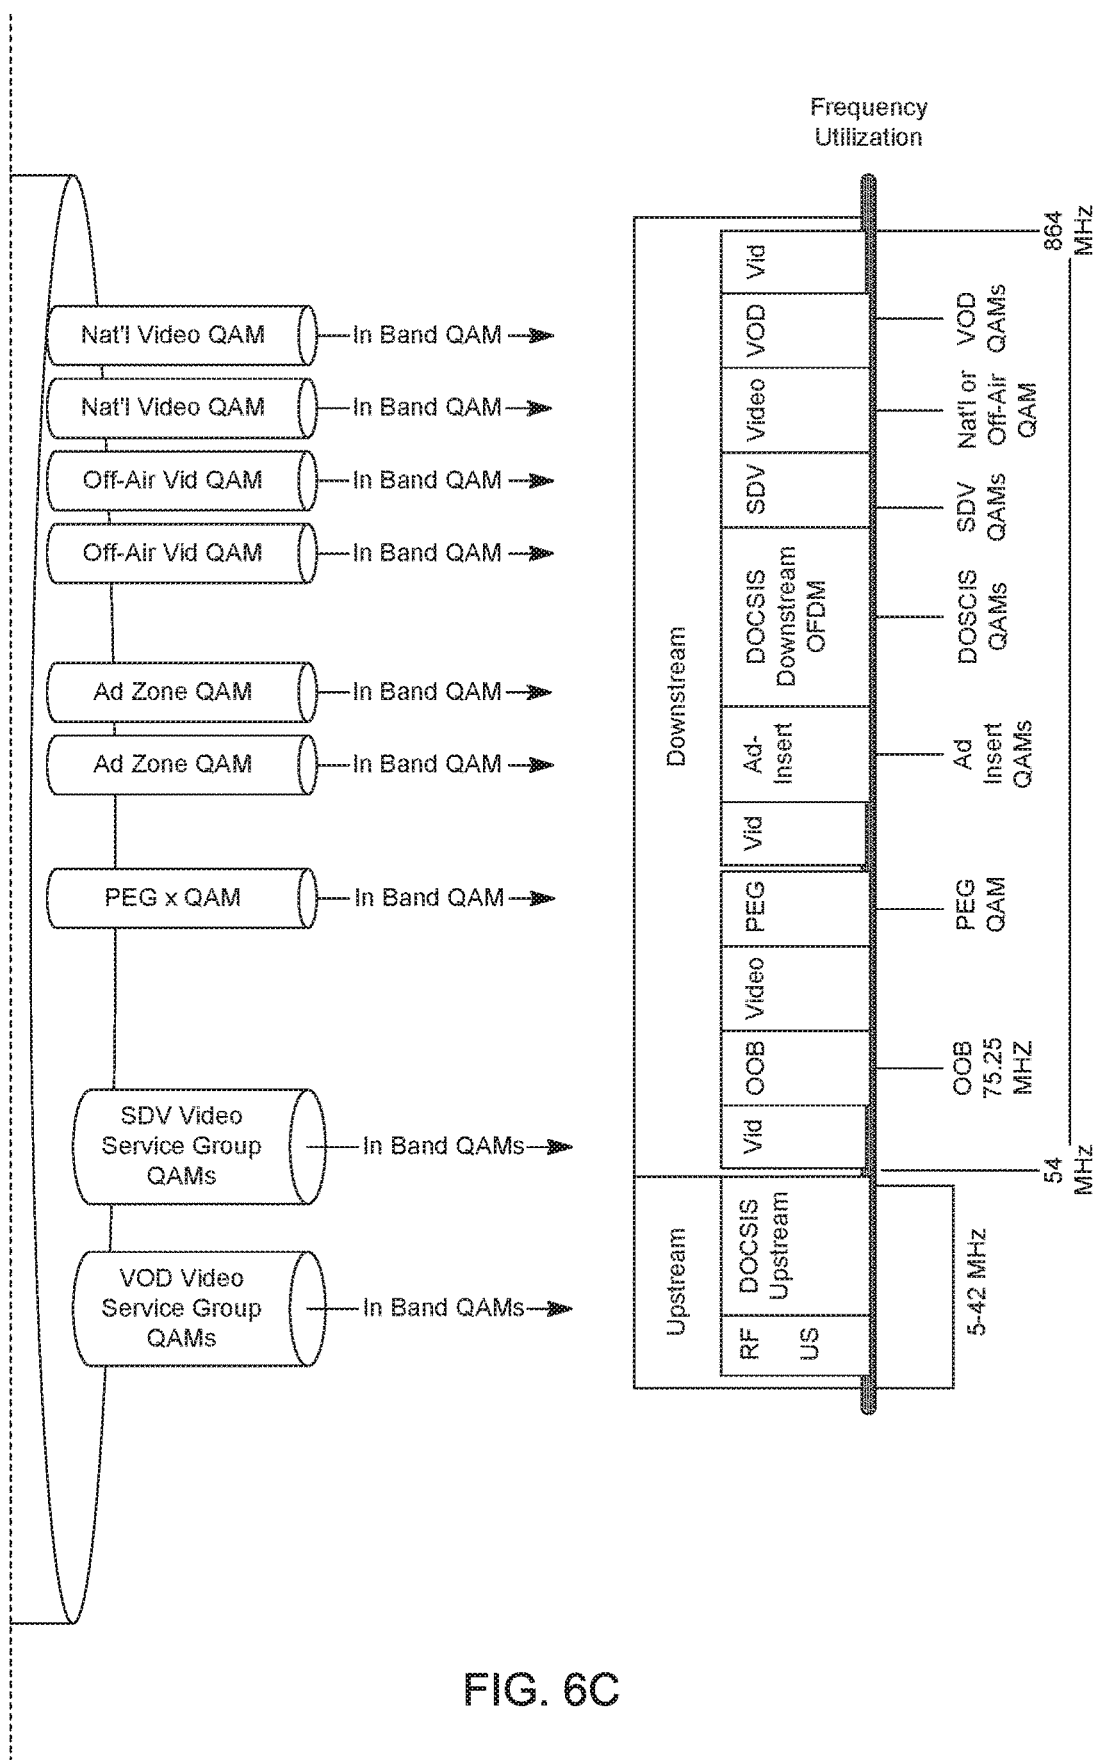 Frequency
Utilization
Nat'l Video QAM
In Band QAM
Nat'l Video QAM
In Band QAM
Off-Air Vid QAM
In Band QAM
Off-Air Vid QAM
In Band QAM
Ad Zone QAM
In Band QAM
Ad Zone QAM
In Band QAM
PEG x QAM
In Band QAM
SDV Video
Service Group
QAMs
In Band QAMs
VOD Video
Service Group
QAMs
In Band QAMs
Upstream
Downstream
RF
US
DOCSIS
Upstream
Vid
OOB
Video
PEG
Vid
Ad-
Insert
DOCSIS
Downstream
OFDM
SDV
Video
VOD
Vid
5-42 MHz
54
MHz
OOB
75.25
MHZ
PEG
QAM
Ad
Insert
QAMs
DOSCIS
QAMs
SDV
QAMs
Nat'l or
Off-Air
QAM
VOD
QAMs
864
MHz
FIG. 6C